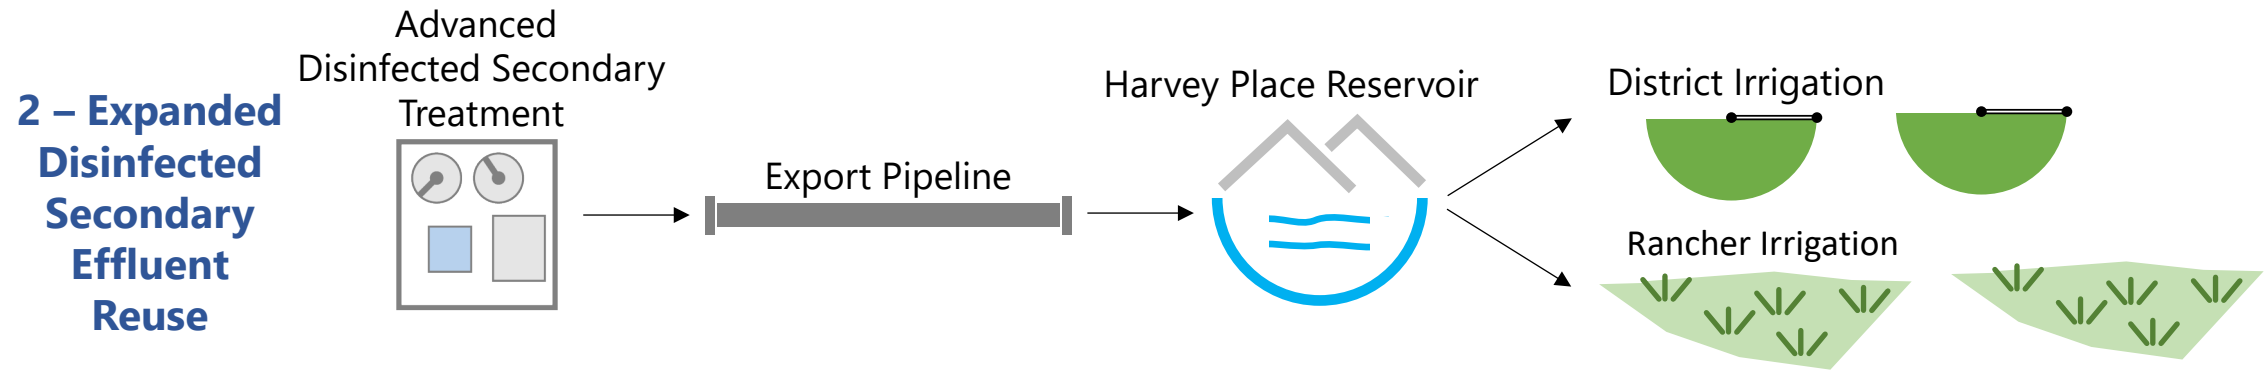 2 – Expanded
Disinfected
Secondary
Effluent
Reuse
Advanced
Disinfected Secondary
Treatment
Export Pipeline
Harvey Place Reservoir
District Irrigation
Rancher Irrigation